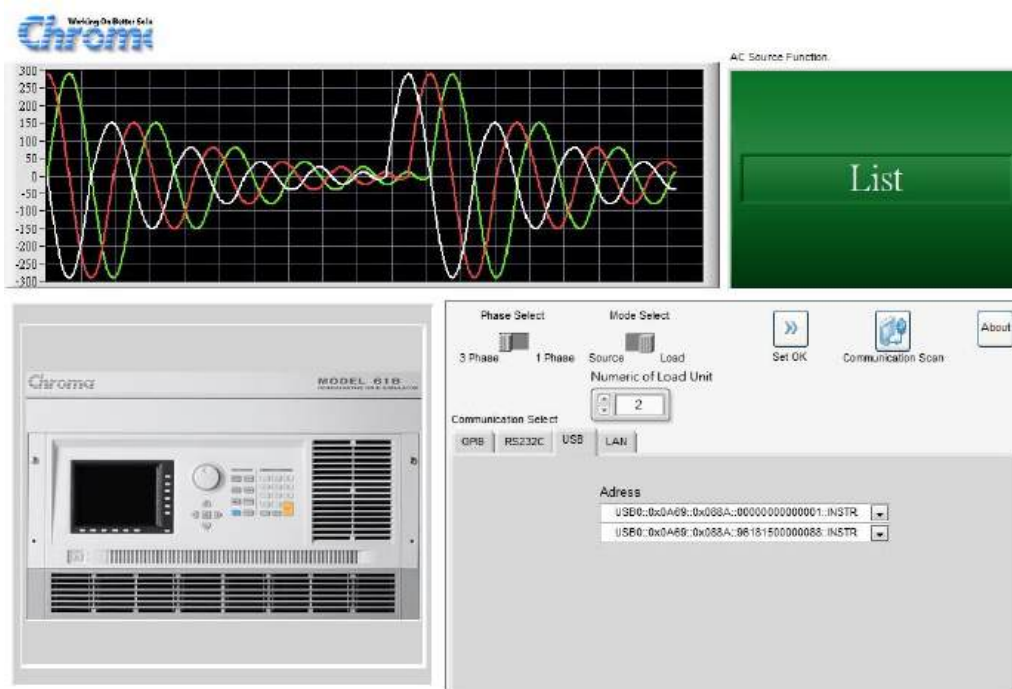 Working On Better Solu
Chroma
AC Source Function.
300
250
200
150
100
50
0
-50
-100
-150
-200
-250
-300
List
Phase Select
Mode Select
3 Phase
1 Phase
Source
Load
Set OK
Communication Scan
About
Numeric of Load Unit
2
Communication Select
GPIB
RS232C
USB
LAN
Adress
USB0::0x0A69::0x088A::00000000000001::INSTR
USB0::0x0A69::0x088A::96181500000088::INSTR
Chroma
MODEL 618